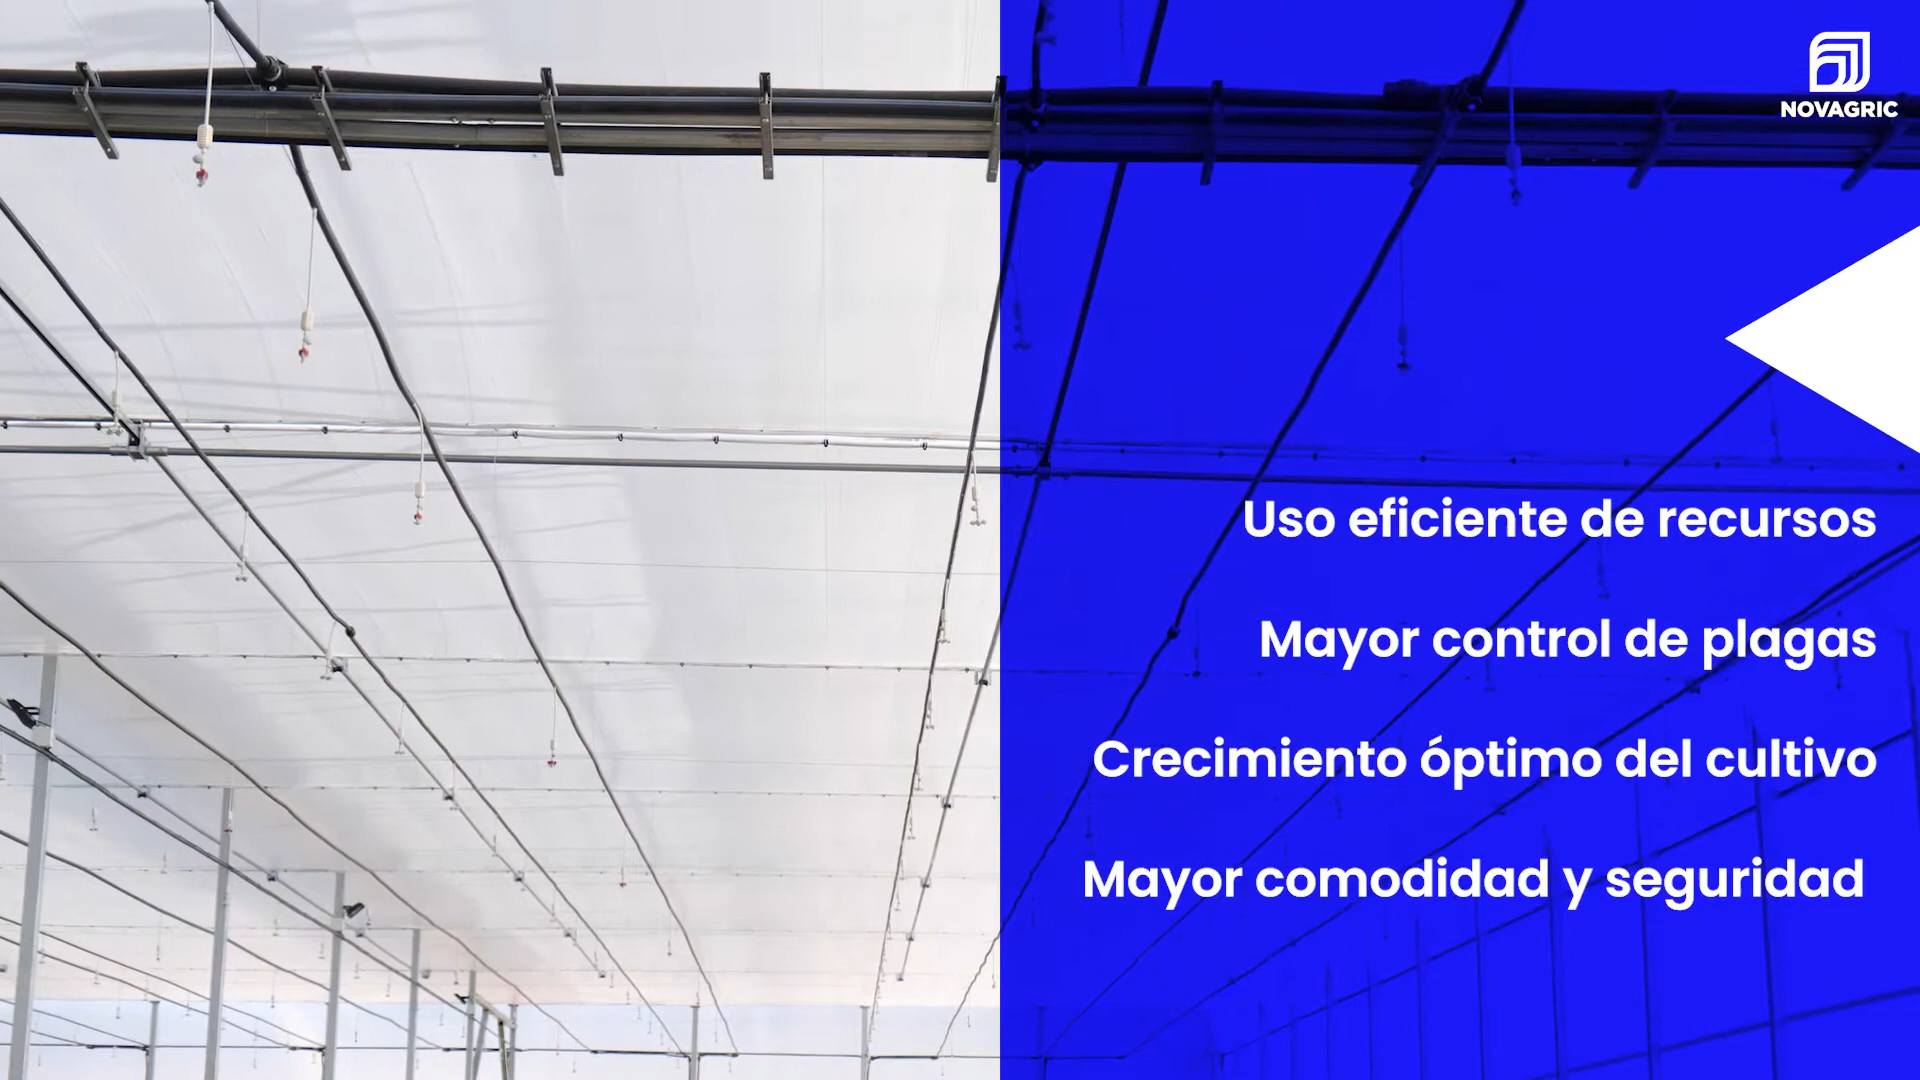 NOVAGRIC
Uso eficiente de recursos
Mayor control de plagas
Crecimiento óptimo del cultivo
Mayor comodidad y seguridad